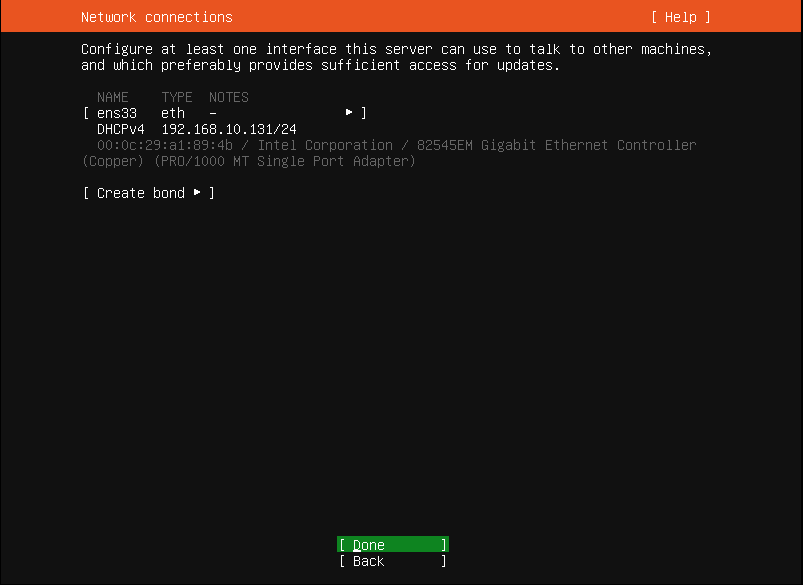 Network connections [ Help ]
Configure at least one interface this server can use to talk to other machines,
and which preferably provides sufficient access for updates.
NAME TYPE NOTES
[ ens33 eth – ▸ ]
DHCPv4 192.168.10.131/24
00:0c:29:a1:89:4b / Intel Corporation / 82545EM Gigabit Ethernet Controller
(Copper) (PRO/1000 MT Single Port Adapter)
[ Create bond ▸ ]
[ Done ]
[ Back ]